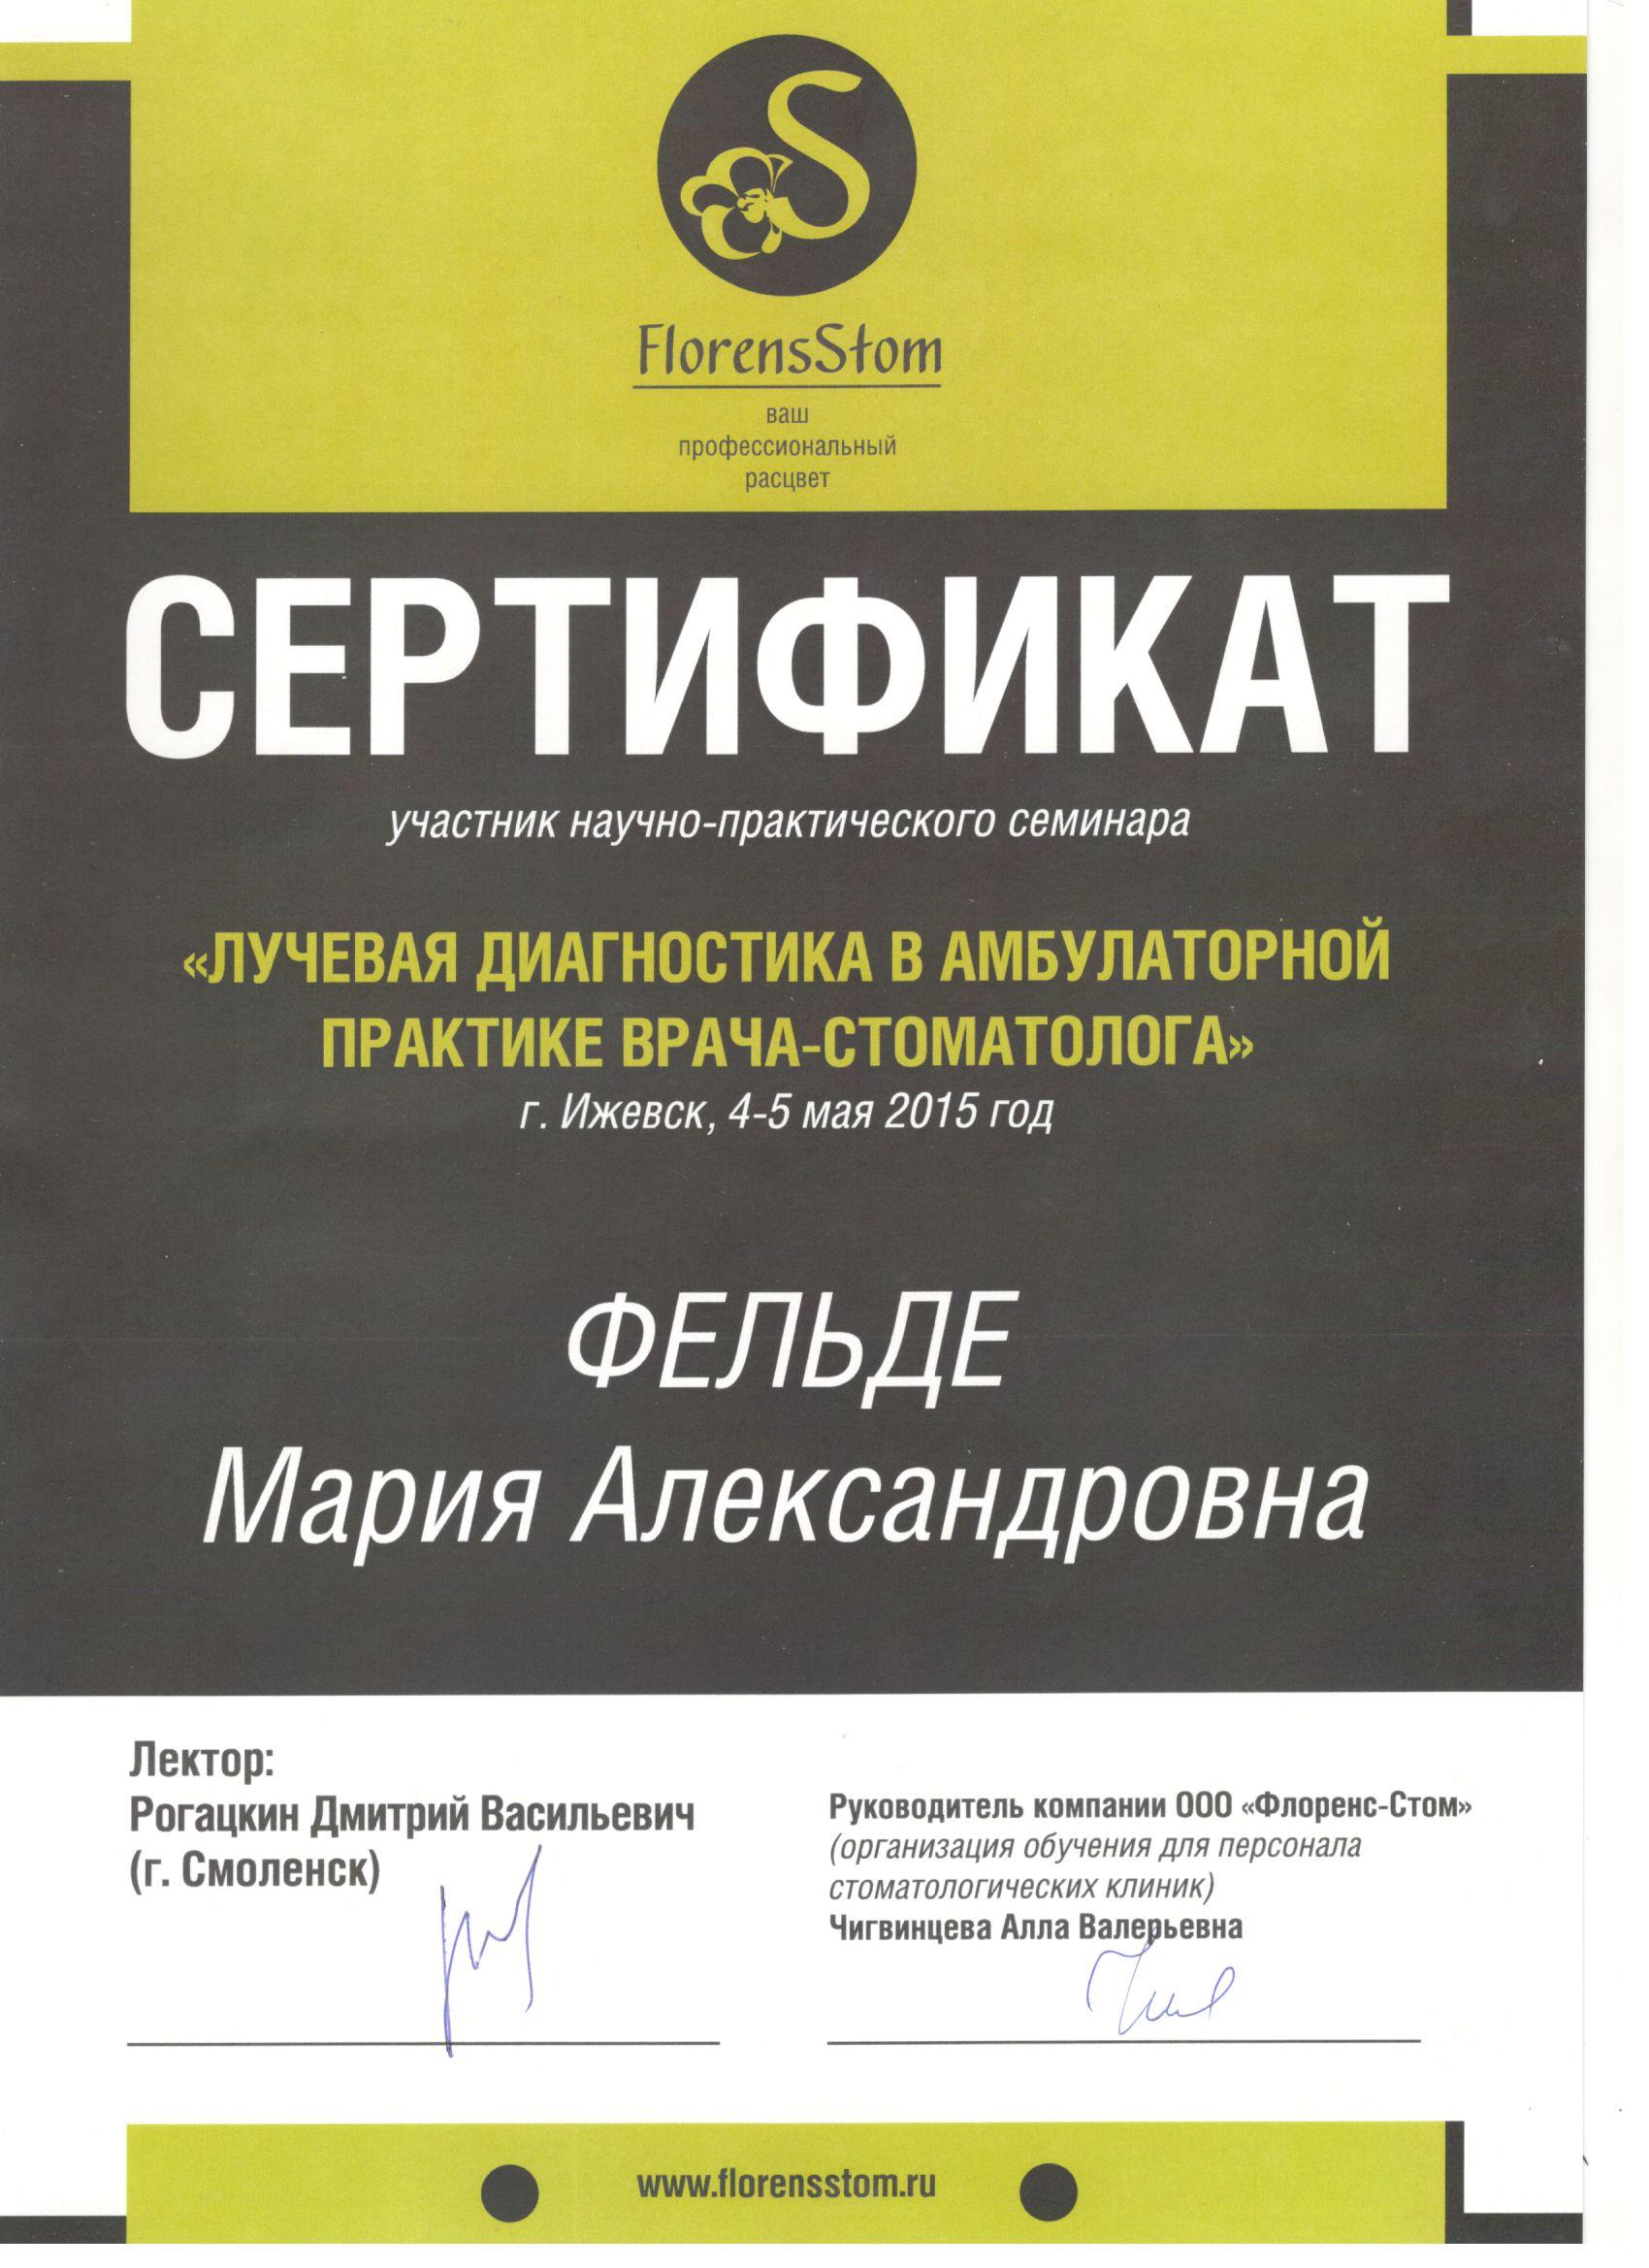 S
FlorensStom
ваш
профессиональный
расцвет
СЕРТИФИКАТ
участник научно-практического семинара
«ЛУЧЕВАЯ ДИАГНОСТИКА В АМБУЛАТОРНОЙ
ПРАКТИКЕ ВРАЧА-СТОМАТОЛОГА»
г. Ижевск, 4-5 мая 2015 год
ФЕЛЬДЕ
Мария Александровна
Лектор:
Рогацкин Дмитрий Васильевич
(г. Смоленск)
Руководитель компании ООО «Флоренс-Стом»
(организация обучения для персонала
стоматологических клиник)
Чигвинцева Алла Валерьевна
www.florensstom.ru